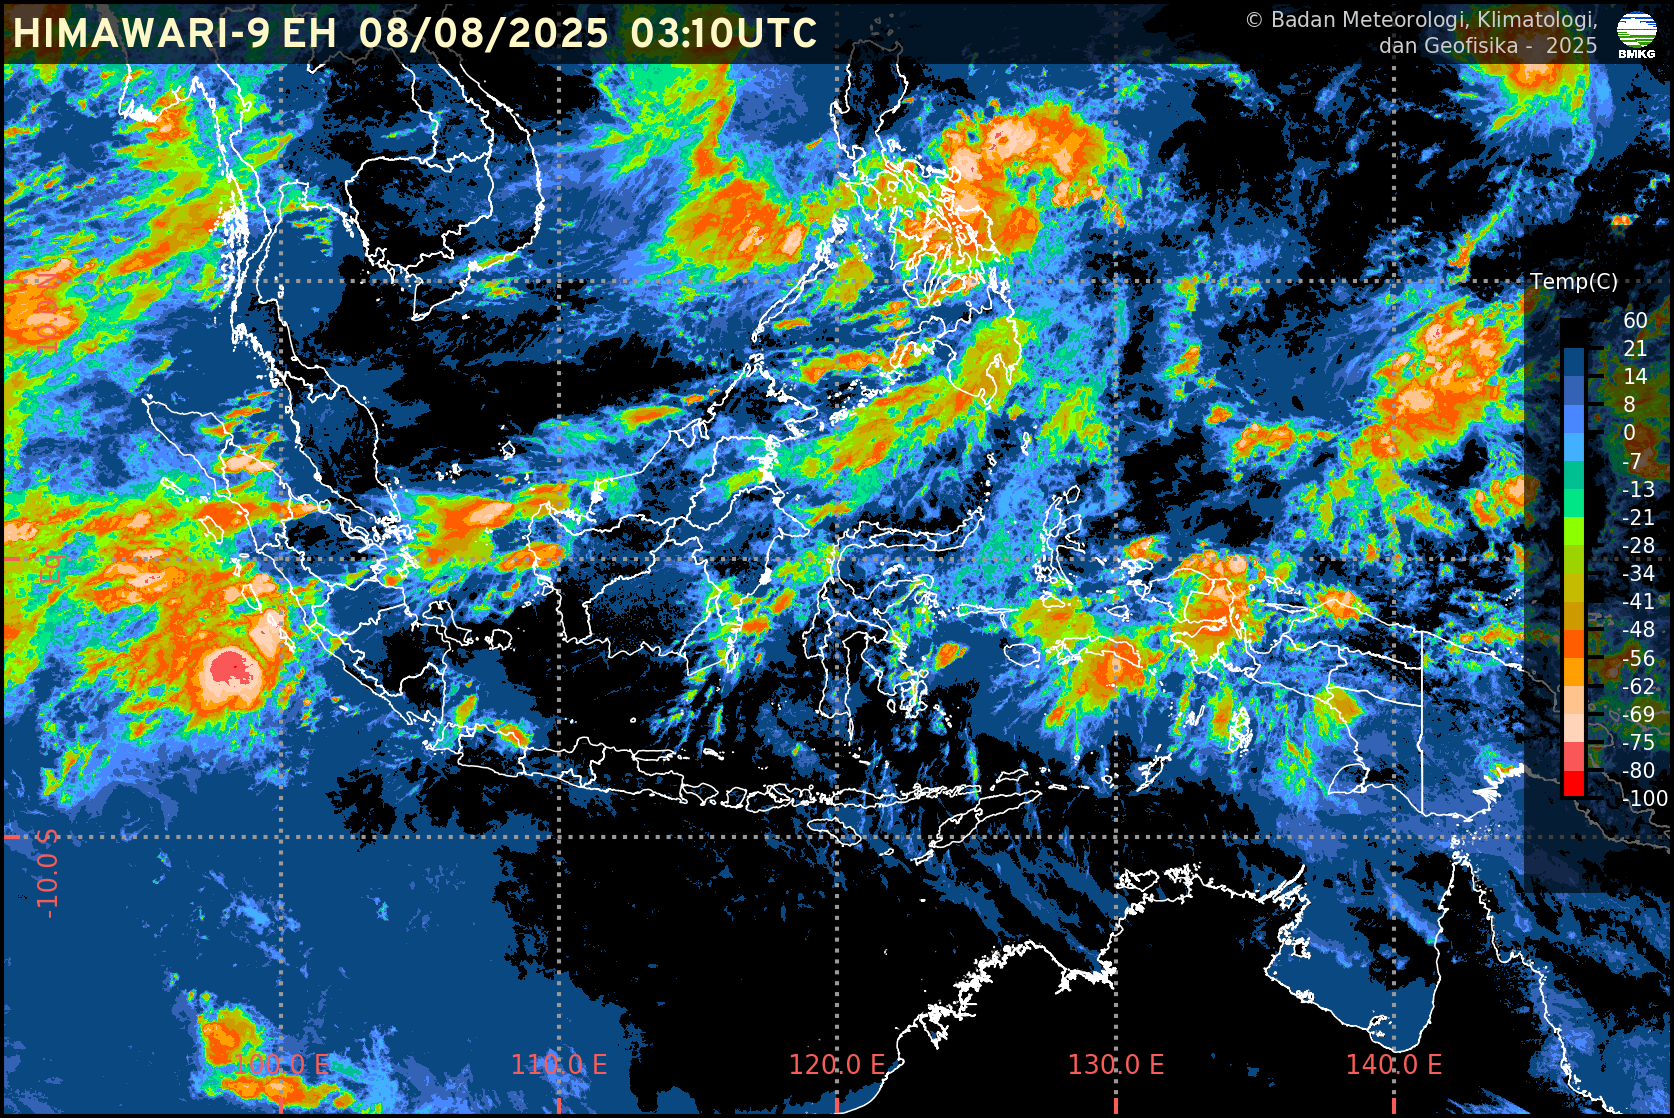 HIMAWARI-9 EH 08/08/2025 03:10UTC
© Badan Meteorologi, Klimatologi,
dan Geofisika - 2025
BMKG
Temp(C)
60
21
14
8
0
-7
-13
-21
-28
-34
-41
-48
-56
-62
-69
-75
-80
-100
-10.0 S
100.0 E
110.0 E
120.0 E
130.0 E
140.0 E